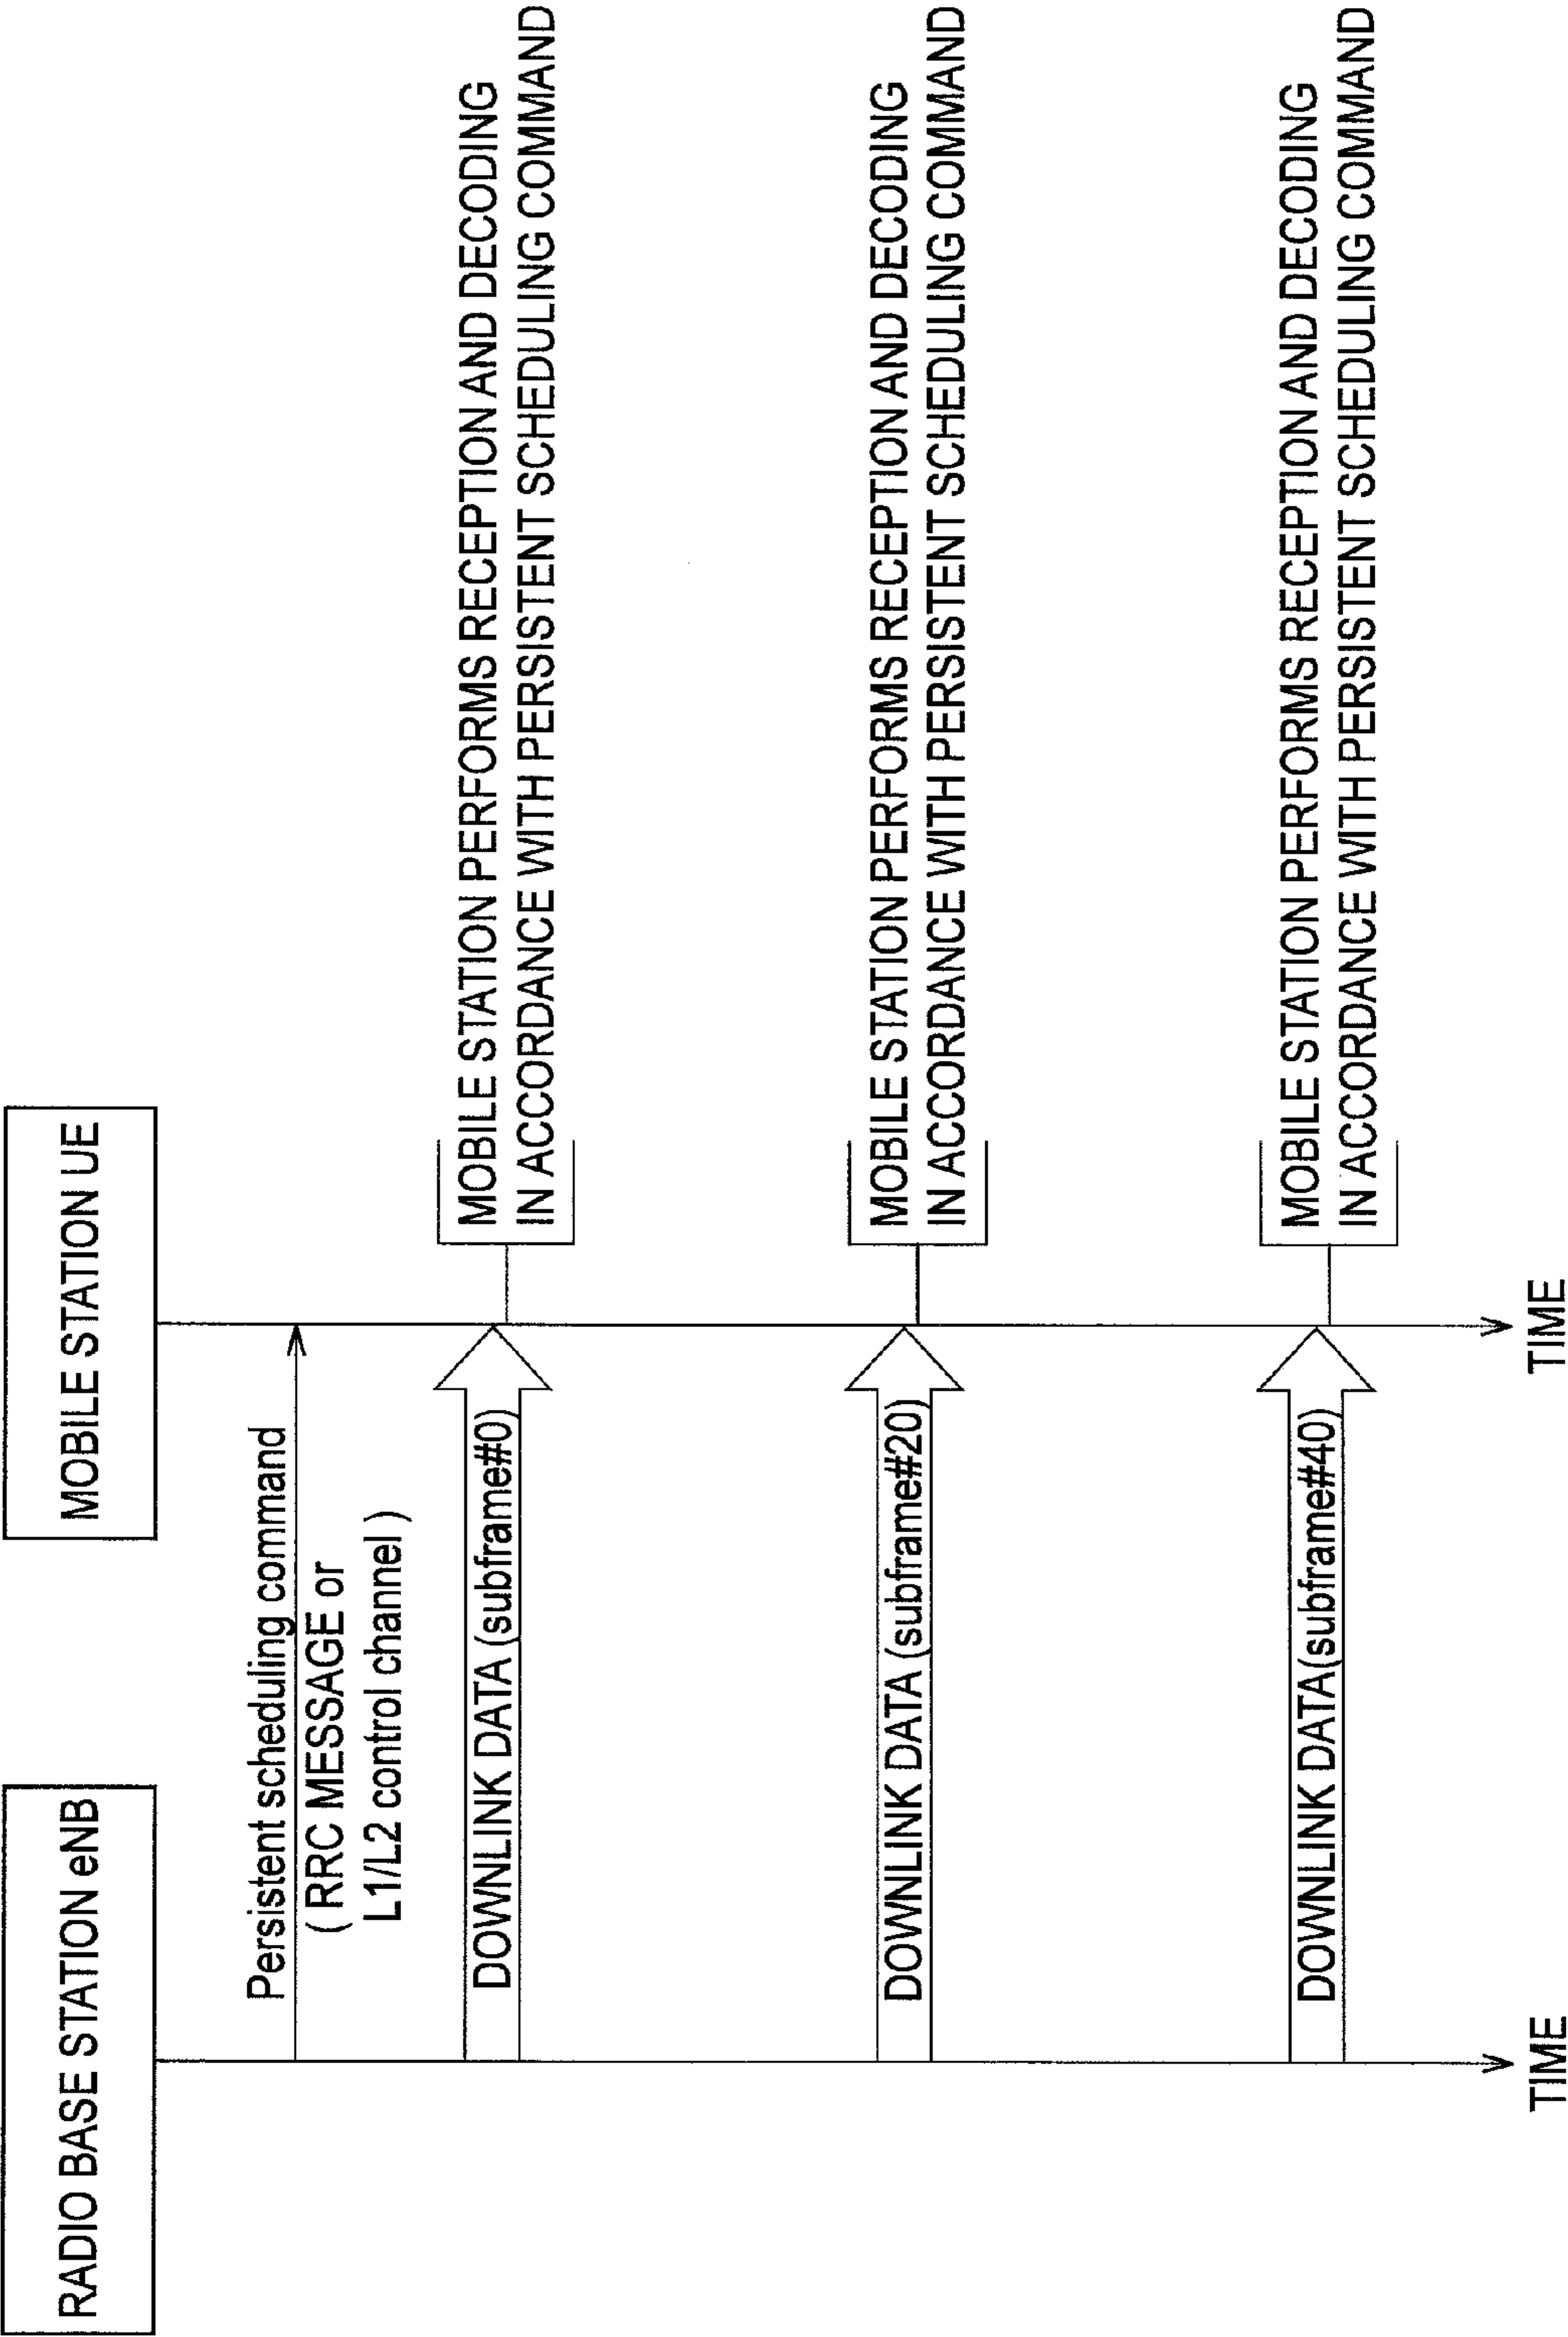 RADIO BASE STATION eNB
MOBILE STATION UE
Persistent scheduling command
( RRC MESSAGE or
L1/L2 control channel )
DOWNLINK DATA (subframe#0)
MOBILE STATION PERFORMS RECEPTION AND DECODING
IN ACCORDANCE WITH PERSISTENT SCHEDULING COMMAND
DOWNLINK DATA (subframe#20)
MOBILE STATION PERFORMS RECEPTION AND DECODING
IN ACCORDANCE WITH PERSISTENT SCHEDULING COMMAND
DOWNLINK DATA(subframe#40)
MOBILE STATION PERFORMS RECEPTION AND DECODING
IN ACCORDANCE WITH PERSISTENT SCHEDULING COMMAND
TIME
TIME